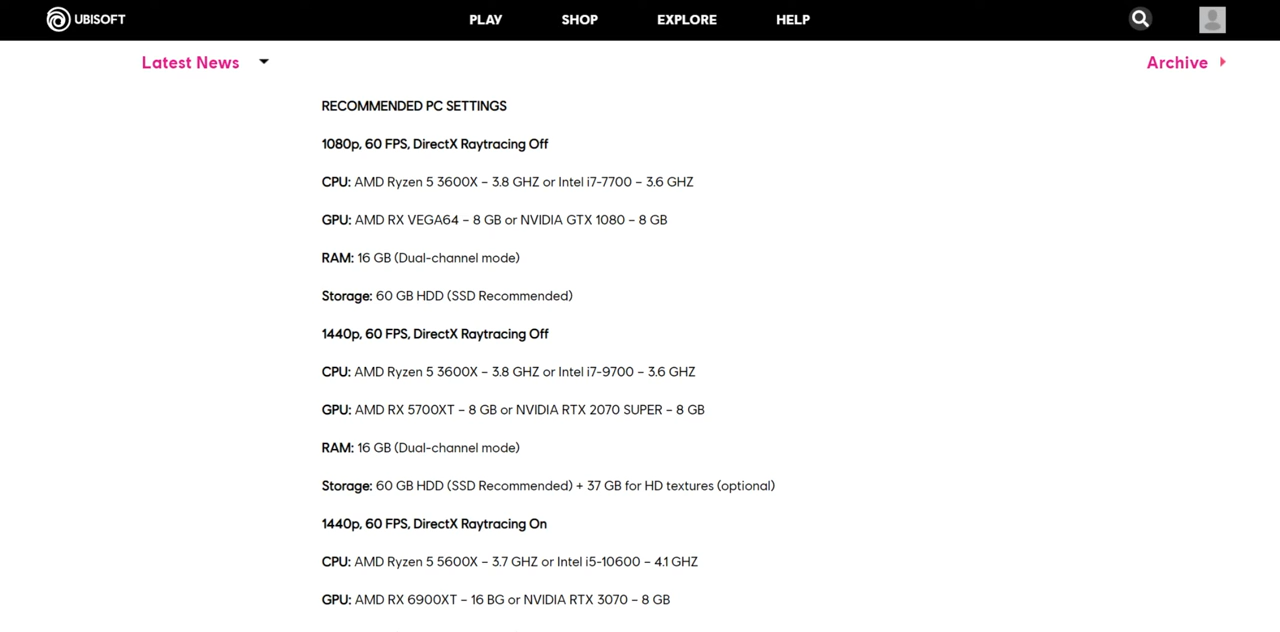 UBISOFT
PLAY SHOP EXPLORE HELP
Latest News
Archive
RECOMMENDED PC SETTINGS
1080p, 60 FPS, DirectX Raytracing Off
CPU: AMD Ryzen 5 3600X – 3.8 GHZ or Intel i7-7700 – 3.6 GHZ
GPU: AMD RX VEGA64 – 8 GB or NVIDIA GTX 1080 – 8 GB
RAM: 16 GB (Dual-channel mode)
Storage: 60 GB HDD (SSD Recommended)
1440p, 60 FPS, DirectX Raytracing Off
CPU: AMD Ryzen 5 3600X – 3.8 GHZ or Intel i7-9700 – 3.6 GHZ
GPU: AMD RX 5700XT – 8 GB or NVIDIA RTX 2070 SUPER – 8 GB
RAM: 16 GB (Dual-channel mode)
Storage: 60 GB HDD (SSD Recommended) + 37 GB for HD textures (optional)
1440p, 60 FPS, DirectX Raytracing On
CPU: AMD Ryzen 5 5600X – 3.7 GHZ or Intel i5-10600 – 4.1 GHZ
GPU: AMD RX 6900XT – 16 BG or NVIDIA RTX 3070 – 8 GB